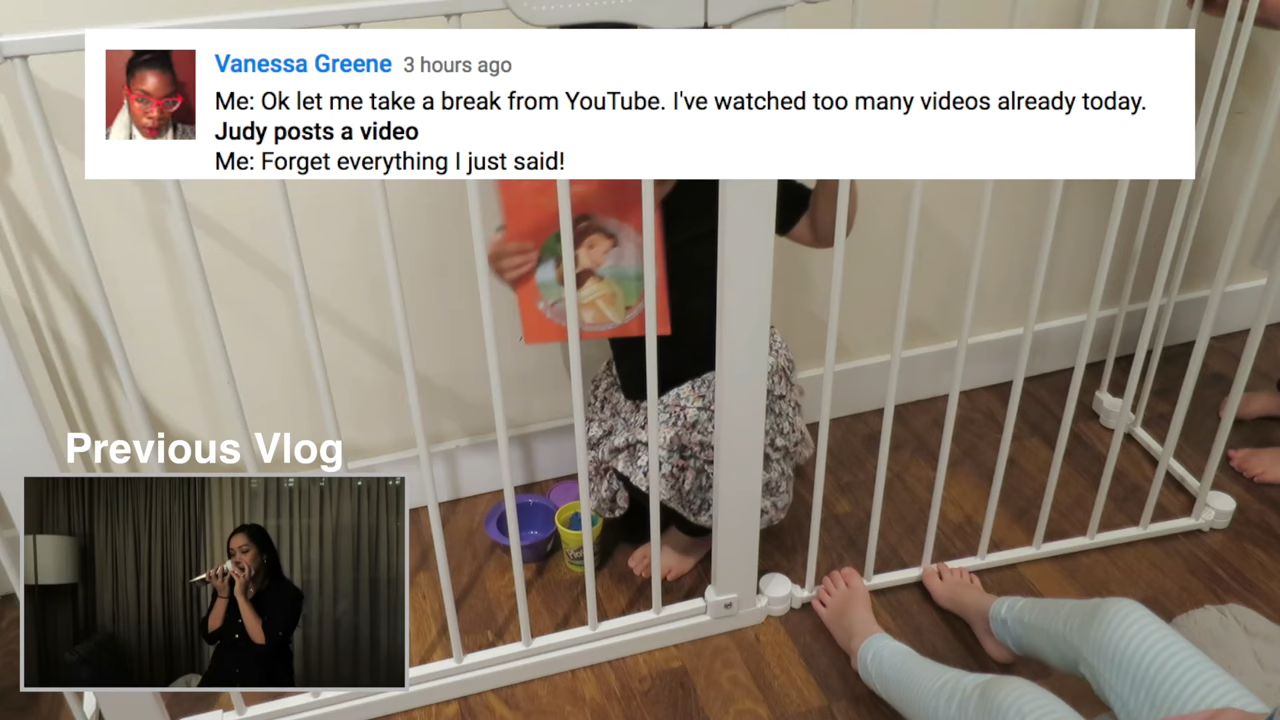 Vanessa Greene 3 hours ago
Me: Ok let me take a break from YouTube. I've watched too many videos already today.
Judy posts a video
Me: Forget everything I just said!
Previous Vlog